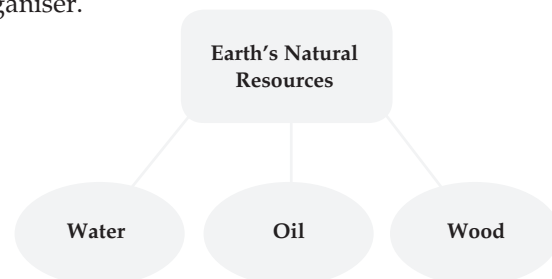 ganiser.
Earth's Natural
Resources
Water
Oil
Wood